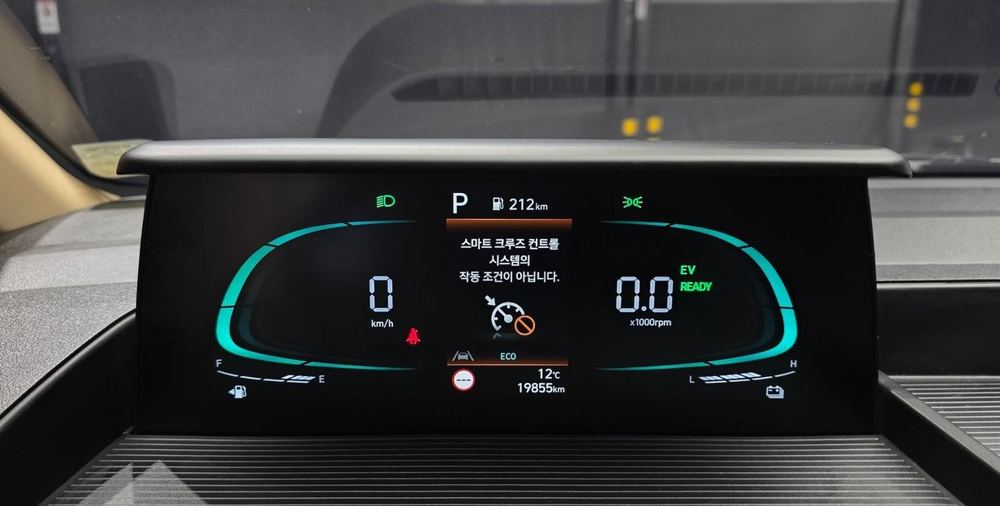 P 212km
스마트 크루즈 컨트롤
시스템의
작동 조건이 아닙니다.
0
km/h
0.0
x1000rpm
EV
READY
ECO
F
E
L
H
12℃
19855km